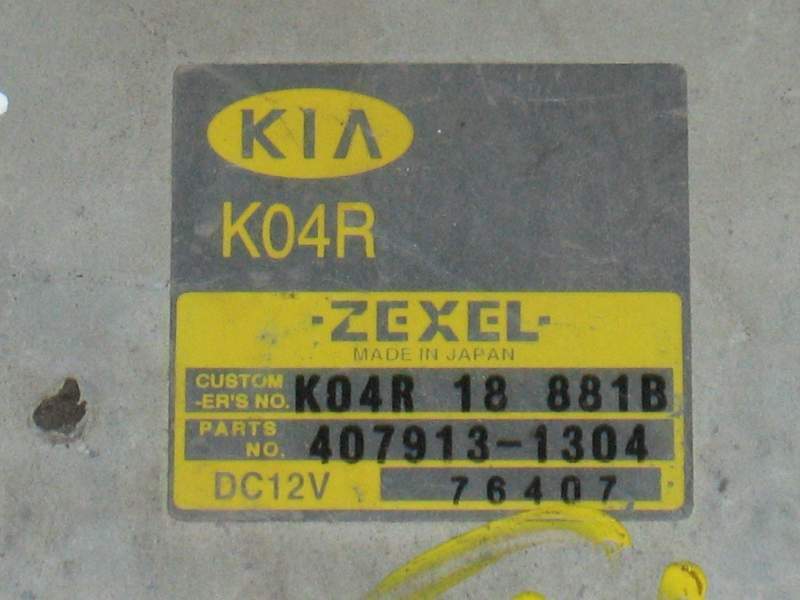 KIA
K04R
·ZEXEL·
MADE IN JAPAN
CUSTOM
-ER'S NO. K04R 18 881B
PARTS
NO. 407913-1304
DC12V 76407